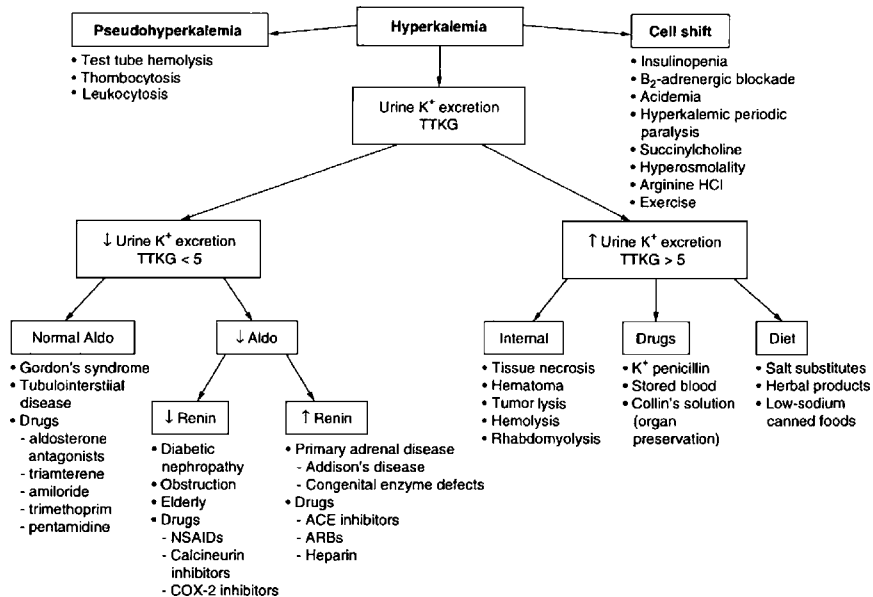 Hyperkalemia
Pseudohyperkalemia
• Test tube hemolysis
• Thrombocytosis
• Leukocytosis
Cell shift
• Insulinopenia
• B₂-adrenergic blockade
• Acidemia
• Hyperkalemic periodic
paralysis
• Succinylcholine
• Hyperosmolality
• Arginine HCl
• Exercise
Urine K⁺ excretion
TTKG
↓ Urine K⁺ excretion
TTKG < 5
↑ Urine K⁺ excretion
TTKG > 5
Normal Aldo
• Gordon's syndrome
• Tubulointerstiial
disease
• Drugs
- aldosterone
antagonists
- triamterene
- amiloride
- trimethoprim
- pentamidine
↓ Aldo
↓ Renin
• Diabetic
nephropathy
• Obstruction
• Elderly
• Drugs
- NSAIDs
- Calcineurin
inhibitors
- COX-2 inhibitors
↑ Renin
• Primary adrenal disease
- Addison's disease
- Congenital enzyme defects
• Drugs
- ACE inhibitors
- ARBs
- Heparin
Internal
• Tissue necrosis
• Hematoma
• Tumor lysis
• Hemolysis
• Rhabdomyolysis
Drugs
• K⁺ penicillin
• Stored blood
• Collin's solution
(organ
preservation)
Diet
• Salt substitutes
• Herbal products
• Low-sodium
canned foods